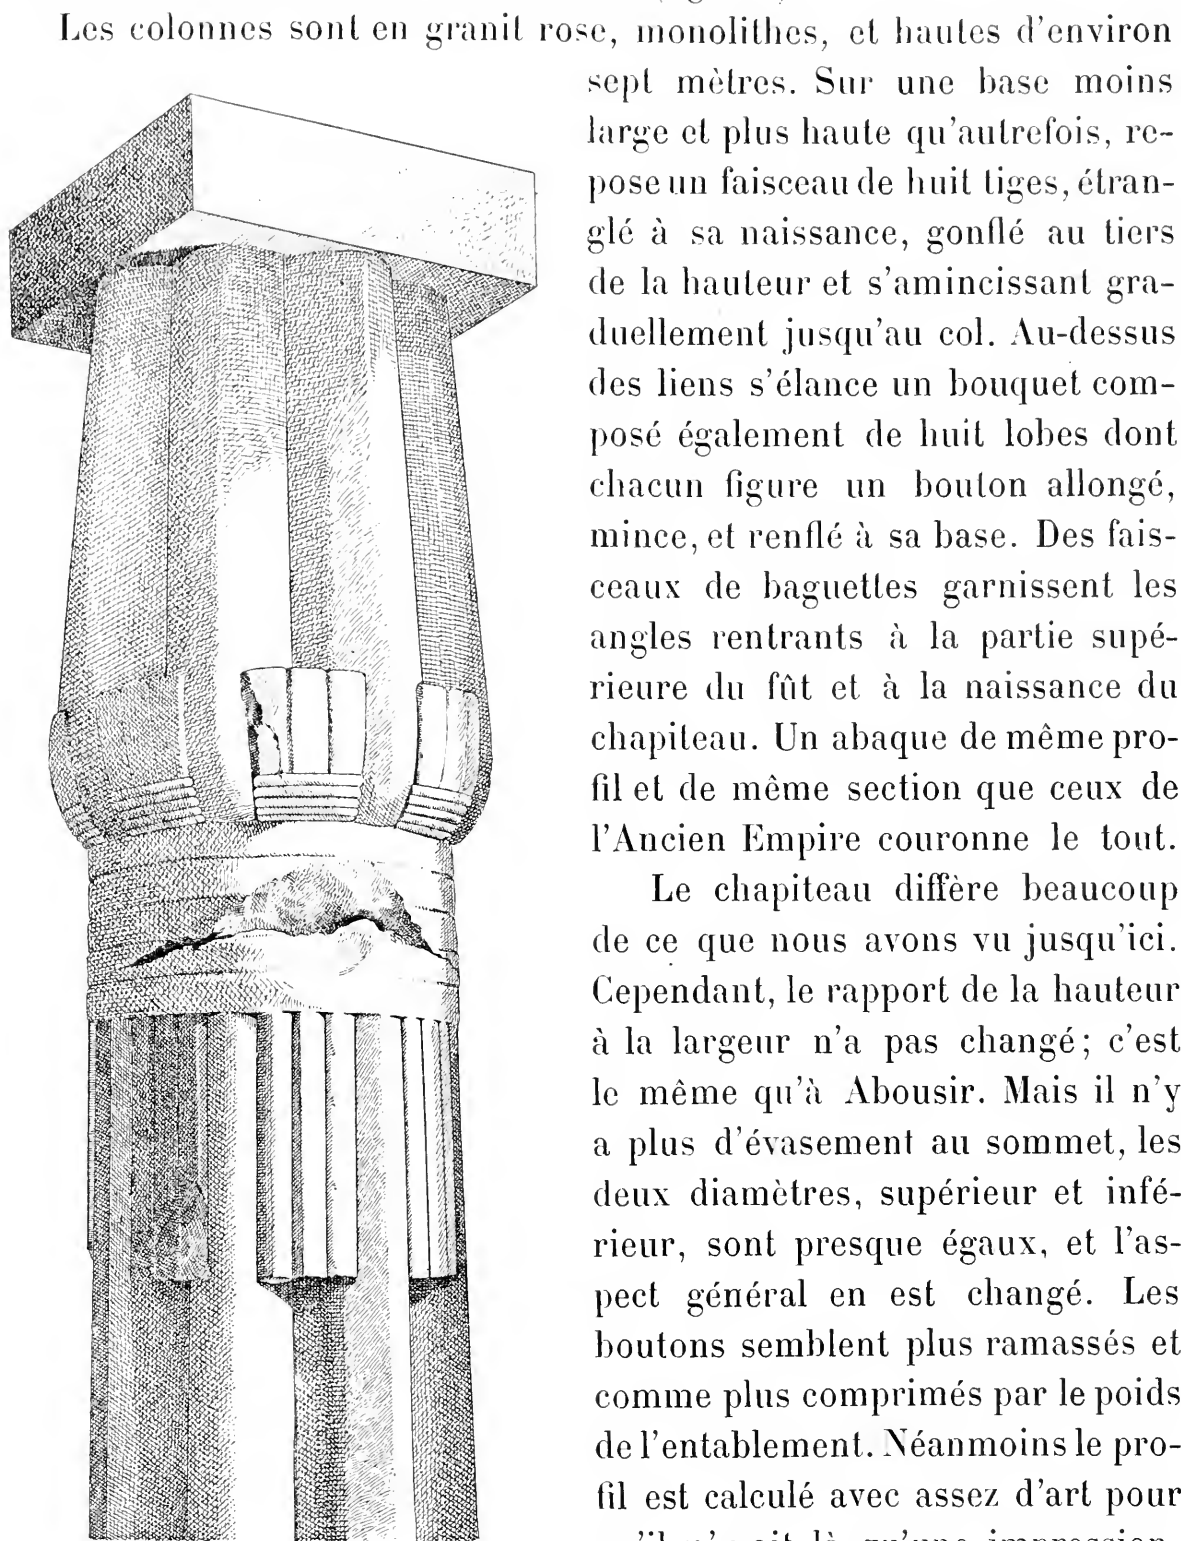 Les colonnes sont en granit rose, monolithes, et hautes d'environ
sept mètres. Sur une base moins
large et plus haute qu'autrefois, re-
pose un faisceau de huit tiges, étran-
glé à sa naissance, gonflé au tiers
de la hauteur et s'amincissant gra-
duellement jusqu'au col. Au-dessus
des liens s'élance un bouquet com-
posé également de huit lobes dont
chacun figure un bouton allongé,
mince, et renflé à sa base. Des fais-
ceaux de baguettes garnissent les
angles rentrants à la partie supé-
rieure du fût et à la naissance du
chapiteau. Un abaque de même pro-
fil et de même section que ceux de
l'Ancien Empire couronne le tout.
Le chapiteau diffère beaucoup
de ce que nous avons vu jusqu'ici.
Cependant, le rapport de la hauteur
à la largeur n'a pas changé; c'est
le même qu'à Abousir. Mais il n'y
a plus d'évasement au sommet, les
deux diamètres, supérieur et infé-
rieur, sont presque égaux, et l'as-
pect général en est changé. Les
boutons semblent plus ramassés et
comme plus comprimés par le poids
de l'entablement. Néanmoins le pro-
fil est calculé avec assez d'art pour